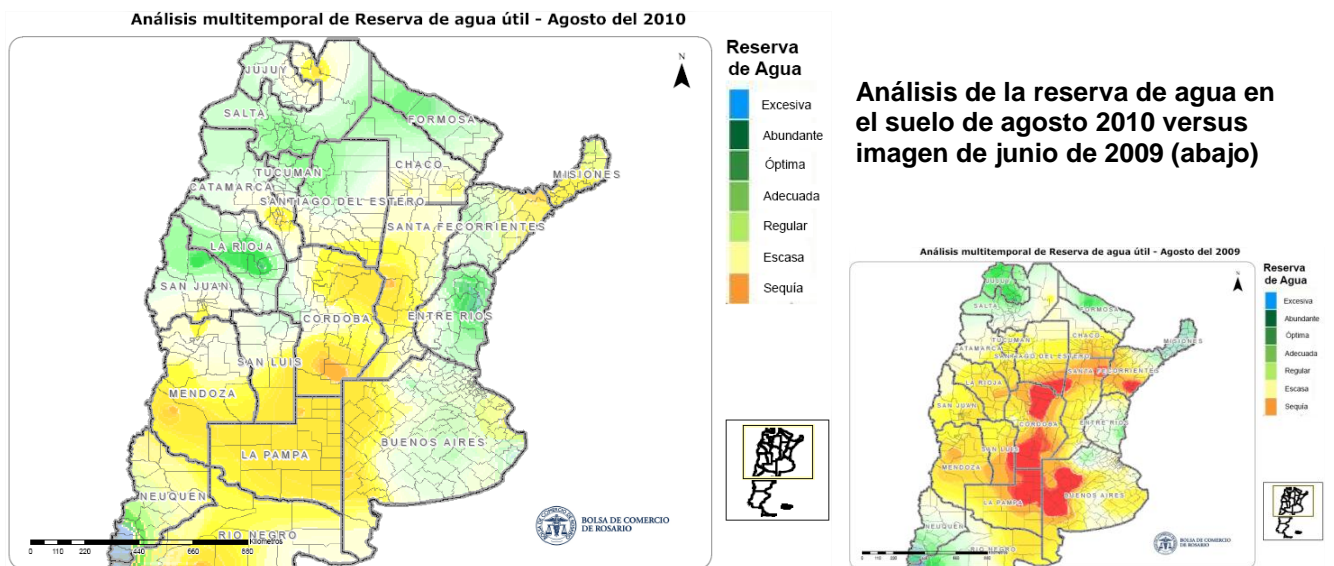 Análisis multitemporal de Reserva de agua útil - Agosto del 2010
N
JUJUY
SALTA
FORMOSA
CHACO
TUCUMAN
CATAMARCA
SANTIAGO DEL ESTERO
MISIONES
SANTA FE
CORRIENTES
LA RIOJA
SAN JUAN
CORDOBA
ENTRE RIOS
SAN LUIS
MENDOZA
BUENOS AIRES
LA PAMPA
NEUQUEN
RIO NEGRO
0 110 220 440 660 880
Kilometros
BOLSA DE COMERCIO
DE ROSARIO
Reserva
de Agua
Excesiva
Abundante
Óptima
Adecuada
Regular
Escasa
Sequía
Análisis de la reserva de agua en
el suelo de agosto 2010 versus
imagen de junio de 2009 (abajo)
Análisis multitemporal de Reserva de agua útil - Agosto del 2009
JUJUY
SALTA
FORMOSA
CHACO
TUCUMAN
CATAMARCA
SANTIAGO DEL ESTERO
MISIONES
SANTA FE
CORRIENTES
LA RIOJA
SAN JUAN
CORDOBA
ENTRE RIOS
SAN LUIS
MENDOZA
BUENOS AIRES
LA PAMPA
NEUQUEN
RIO NEGRO
BOLSA DE COMERCIO
DE ROSARIO
Reserva
de Agua
Excesiva
Abundante
Óptima
Adecuada
Regular
Escasa
Sequía